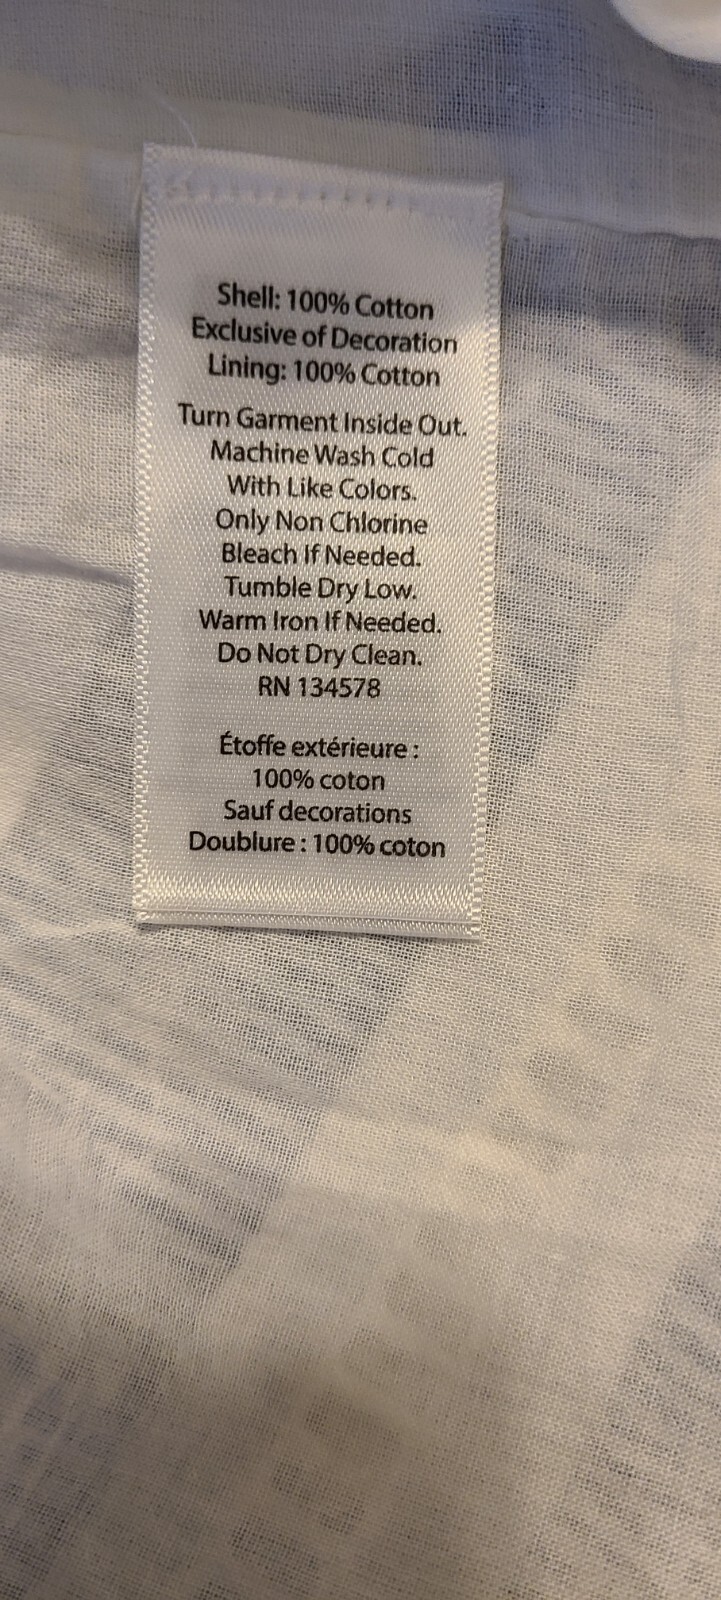 Shell: 100% Cotton
Exclusive of Decoration
Lining: 100% Cotton
Turn Garment Inside Out.
Machine Wash Cold
With Like Colors.
Only Non Chlorine
Bleach If Needed.
Tumble Dry Low.
Warm Iron If Needed.
Do Not Dry Clean.
RN 134578
Étoffe extérieure :
100% coton
Sauf decorations
Doublure : 100% coton